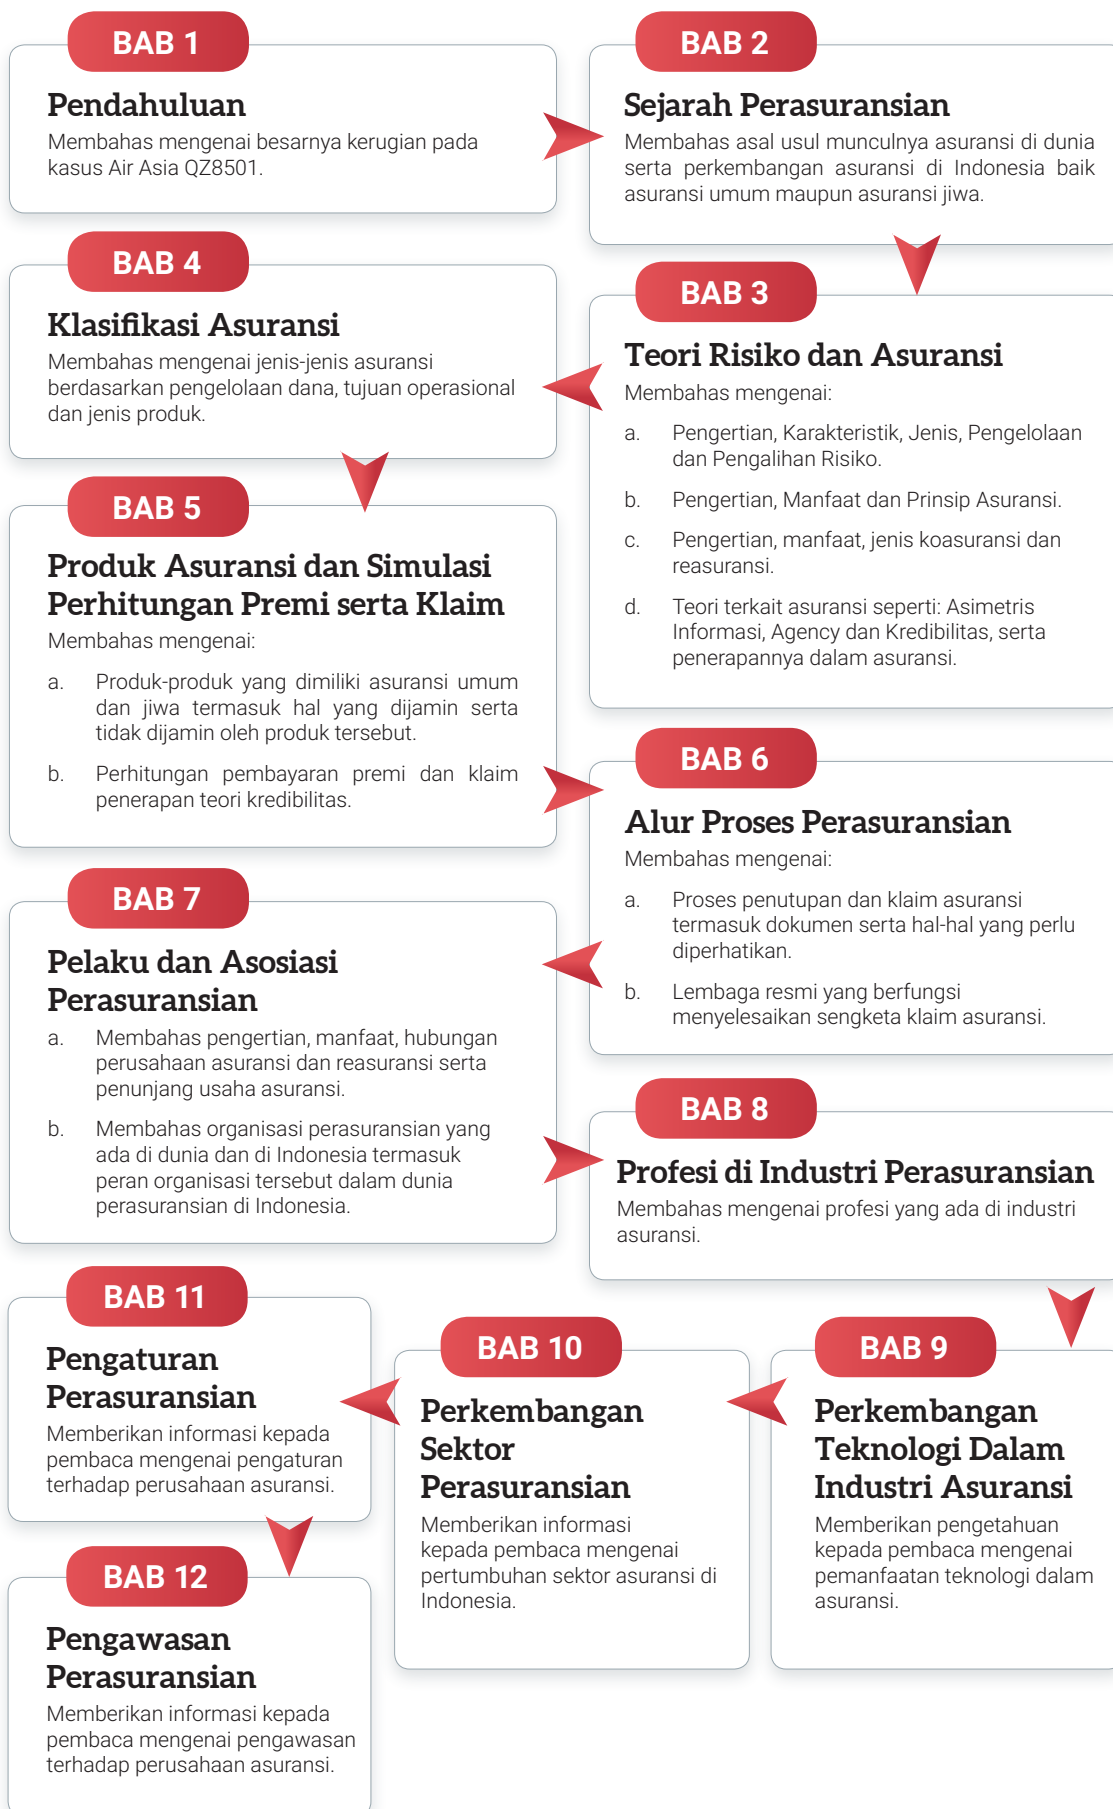 BAB 1
Pendahuluan
Membahas mengenai besarnya kerugian pada
kasus Air Asia QZ8501.
BAB 2
Sejarah Perasuransian
Membahas asal usul munculnya asuransi di dunia
serta perkembangan asuransi di Indonesia baik
asuransi umum maupun asuransi jiwa.
BAB 3
Teori Risiko dan Asuransi
Membahas mengenai:
a. Pengertian, Karakteristik, Jenis, Pengelolaan
dan Pengalihan Risiko.
b. Pengertian, Manfaat dan Prinsip Asuransi.
c. Pengertian, manfaat, jenis koasuransi dan
reasuransi.
d. Teori terkait asuransi seperti: Asimetris
Informasi, Agency dan Kredibilitas, serta
penerapannya dalam asuransi.
BAB 4
Klasifikasi Asuransi
Membahas mengenai jenis-jenis asuransi
berdasarkan pengelolaan dana, tujuan operasional
dan jenis produk.
BAB 5
Produk Asuransi dan Simulasi
Perhitungan Premi serta Klaim
Membahas mengenai:
a. Produk-produk yang dimiliki asuransi umum
dan jiwa termasuk hal yang dijamin serta
tidak dijamin oleh produk tersebut.
b. Perhitungan pembayaran premi dan klaim
penerapan teori kredibilitas.
BAB 6
Alur Proses Perasuransian
Membahas mengenai:
a. Proses penutupan dan klaim asuransi
termasuk dokumen serta hal-hal yang perlu
diperhatikan.
b. Lembaga resmi yang berfungsi
menyelesaikan sengketa klaim asuransi.
BAB 7
Pelaku dan Asosiasi
Perasuransian
a. Membahas pengertian, manfaat, hubungan
perusahaan asuransi dan reasuransi serta
penunjang usaha asuransi.
b. Membahas organisasi perasuransian yang
ada di dunia dan di Indonesia termasuk
peran organisasi tersebut dalam dunia
perasuransian di Indonesia.
BAB 8
Profesi di Industri Perasuransian
Membahas mengenai profesi yang ada di industri
asuransi.
BAB 9
Perkembangan
Teknologi Dalam
Industri Asuransi
Memberikan pengetahuan
kepada pembaca mengenai
pemanfaatan teknologi dalam
asuransi.
BAB 10
Perkembangan
Sektor
Perasuransian
Memberikan informasi
kepada pembaca mengenai
pertumbuhan sektor asuransi di
Indonesia.
BAB 11
Pengaturan
Perasuransian
Memberikan informasi kepada
pembaca mengenai pengaturan
terhadap perusahaan asuransi.
BAB 12
Pengawasan
Perasuransian
Memberikan informasi kepada
pembaca mengenai pengawasan
terhadap perusahaan asuransi.